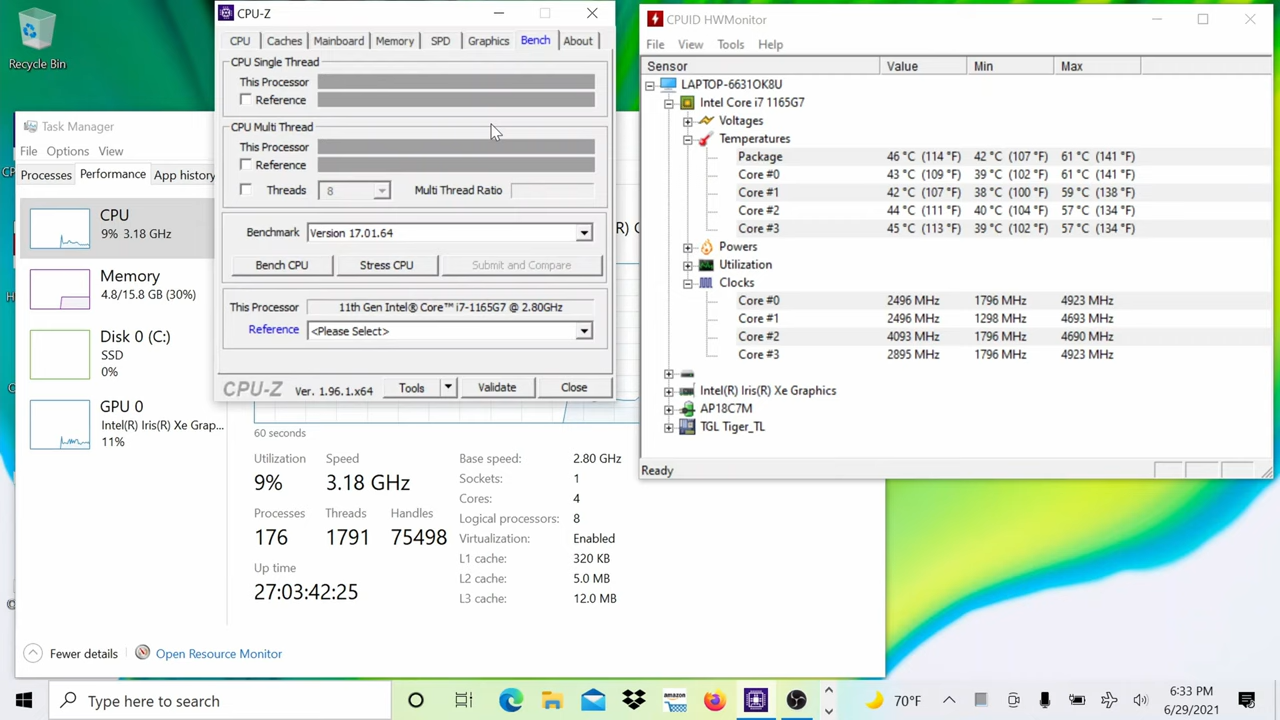 Recycle Bin
CPU-Z
CPU Caches Mainboard Memory SPD Graphics Bench About
CPU Single Thread
This Processor
Reference
CPU Multi Thread
This Processor
Reference
Threads 8 Multi Thread Ratio
Benchmark Version 17.01.64
Bench CPU Stress CPU Submit and Compare
This Processor 11th Gen Intel® Core™ i7-1165G7 @ 2.80GHz
Reference <Please Select>
CPU-Z Ver. 1.96.1.x64 Tools Validate Close
CPUID HWMonitor
File View Tools Help
Sensor Value Min Max
LAPTOP-6631OK8U
Intel Core i7 1165G7
Voltages
Temperatures
Package 46 °C (114 °F) 42 °C (107 °F) 61 °C (141 °F)
Core #0 43 °C (109 °F) 39 °C (102 °F) 61 °C (141 °F)
Core #1 42 °C (107 °F) 38 °C (100 °F) 59 °C (138 °F)
Core #2 44 °C (111 °F) 40 °C (104 °F) 57 °C (134 °F)
Core #3 45 °C (113 °F) 39 °C (102 °F) 57 °C (134 °F)
Powers
Utilization
Clocks
Core #0 2496 MHz 1796 MHz 4923 MHz
Core #1 2496 MHz 1298 MHz 4693 MHz
Core #2 4093 MHz 1796 MHz 4690 MHz
Core #3 2895 MHz 1796 MHz 4923 MHz
Intel(R) Iris(R) Xe Graphics
AP18C7M
TGL Tiger_TL
Ready
Task Manager
File Options View
Processes Performance App history
CPU
9% 3.18 GHz
Memory
4.8/15.8 GB (30%)
Disk 0 (C:)
SSD
0%
GPU 0
Intel(R) Iris(R) Xe Grap...
11%
R) C
60 seconds
Utilization Speed
9% 3.18 GHz
Processes Threads Handles
176 1791 75498
Up time
27:03:42:25
Base speed: 2.80 GHz
Sockets: 1
Cores: 4
Logical processors: 8
Virtualization: Enabled
L1 cache: 320 KB
L2 cache: 5.0 MB
L3 cache: 12.0 MB
Fewer details Open Resource Monitor
Type here to search
amazon
70°F
6:33 PM
6/29/2021